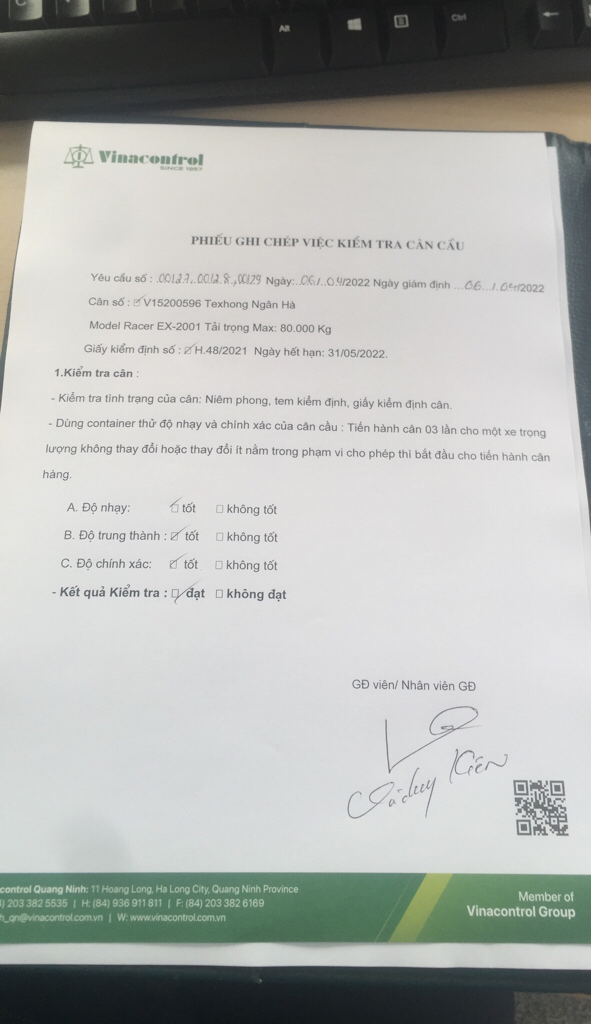 Alt
Ctrl
Vinacontrol
SINCE 1957
PHIẾU GHI CHÉP VIỆC KIỂM TRA CÂN CẦU
Yêu cầu số : 00127, 00128, 00129 Ngày: 06/04/2022 Ngày giám định ...06.../04/2022
Cân số : ☑ V15200596 Texhong Ngân Hà
Model Racer EX-2001 Tải trọng Max: 80.000 Kg
Giấy kiểm định số : ☑ H.48/2021 Ngày hết hạn: 31/05/2022.
1.Kiểm tra cân :
- Kiểm tra tình trạng của cân: Niêm phong, tem kiểm định, giấy kiểm định cân.
- Dùng container thử độ nhạy và chính xác của cân cầu : Tiến hành cân 03 lần cho một xe trọng
lượng không thay đổi hoặc thay đổi ít nằm trong phạm vi cho phép thì bắt đầu cho tiến hành cân
hàng.
A. Độ nhạy: ☑ tốt ☐ không tốt
B. Độ trung thành : ☑ tốt ☐ không tốt
C. Độ chính xác: ☑ tốt ☐ không tốt
- Kết quả Kiểm tra : ☑ đạt ☐ không đạt
GĐ viên/ Nhân viên GĐ
Duy Kiên
control Quang Ninh: 11 Hoang Long, Ha Long City, Quang Ninh Province
) 203 382 5535 | H: (84) 936 911 811 | F: (84) 203 382 6169
h_qn@vinacontrol.com.vn | W: www.vinacontrol.com.vn
Member of
Vinacontrol Group